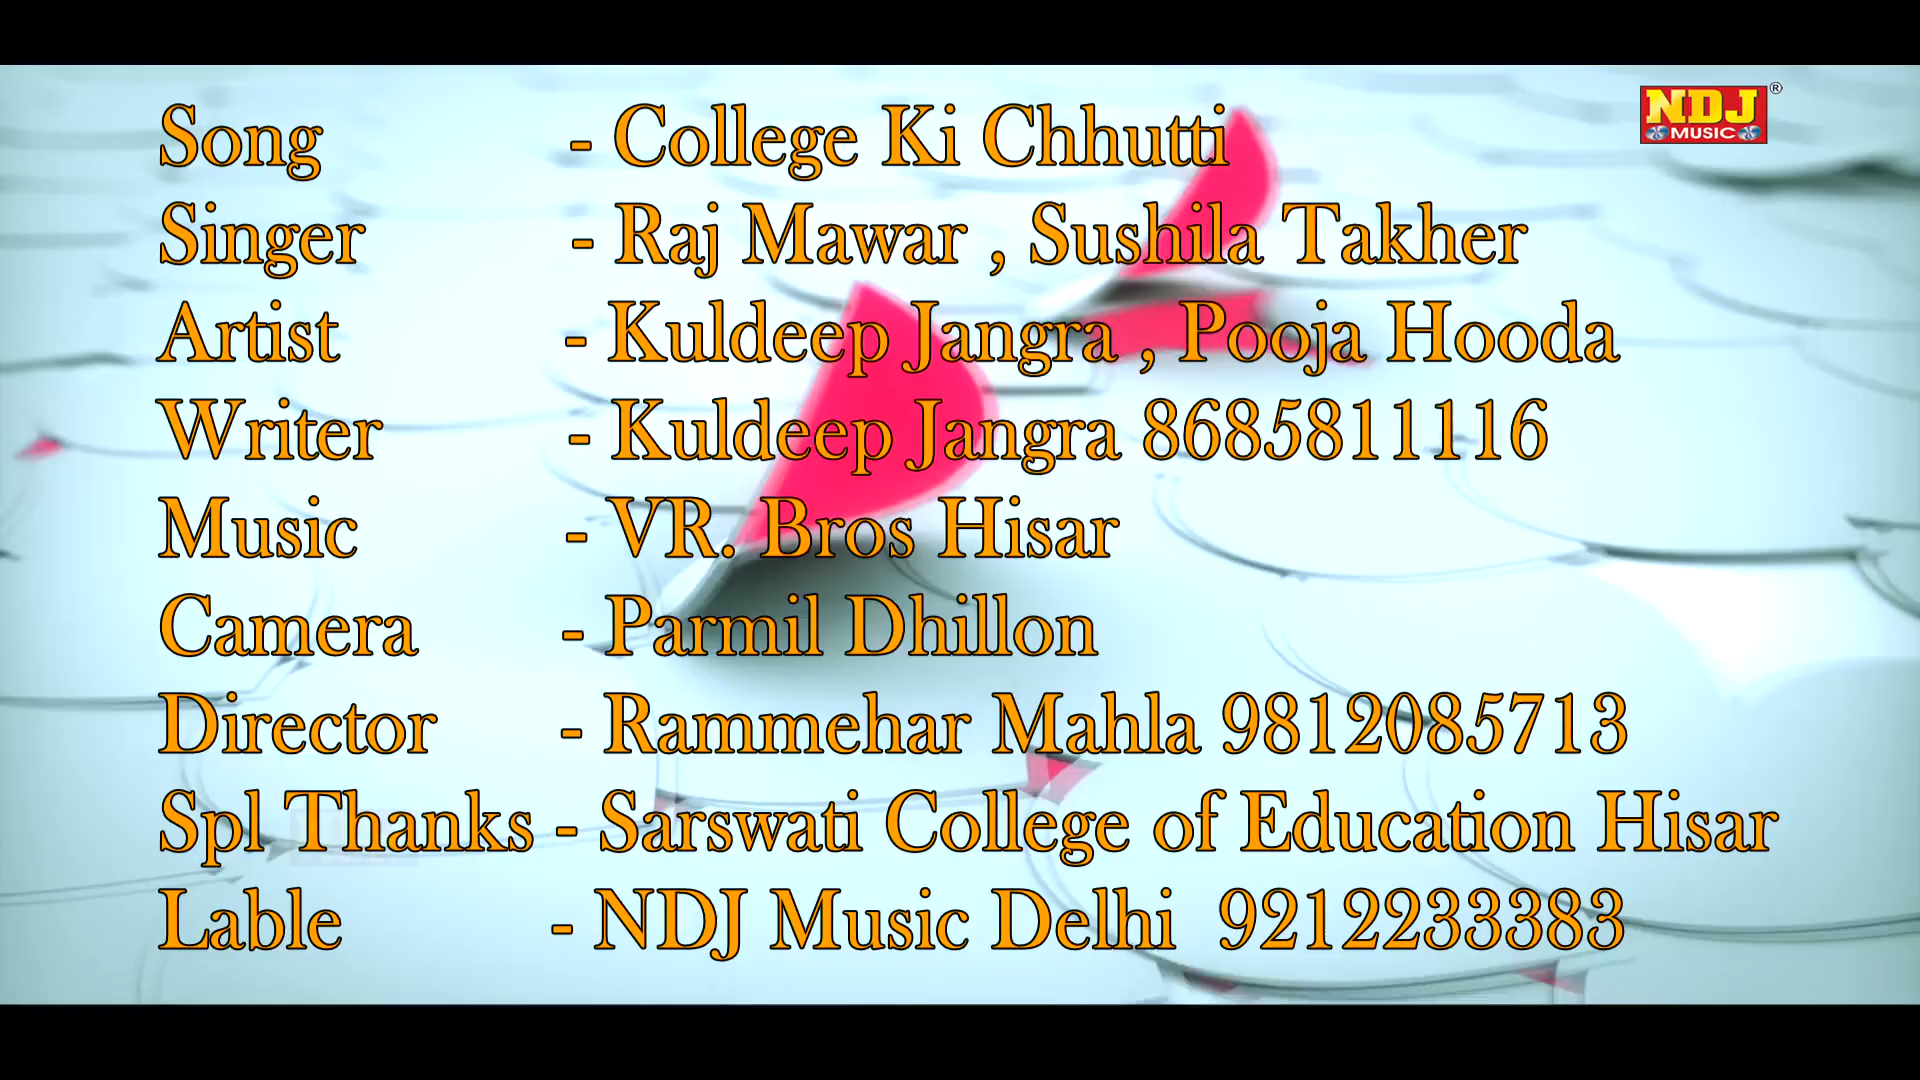 NDJ ®
MUSIC
Song - College Ki Chhutti
Singer - Raj Mawar , Sushila Takher
Artist - Kuldeep Jangra , Pooja Hooda
Writer - Kuldeep Jangra 8685811116
Music - VR. Bros Hisar
Camera - Parmil Dhillon
Director - Rammehar Mahla 9812085713
Spl Thanks - Sarswati College of Education Hisar
Lable - NDJ Music Delhi 9212233383